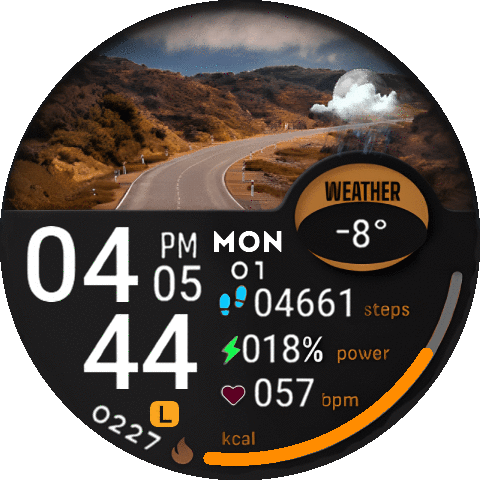 WEATHER
-8°
04 PM
05
MON
01
44
04661 steps
018% power
057 bpm
L
0227
kcal